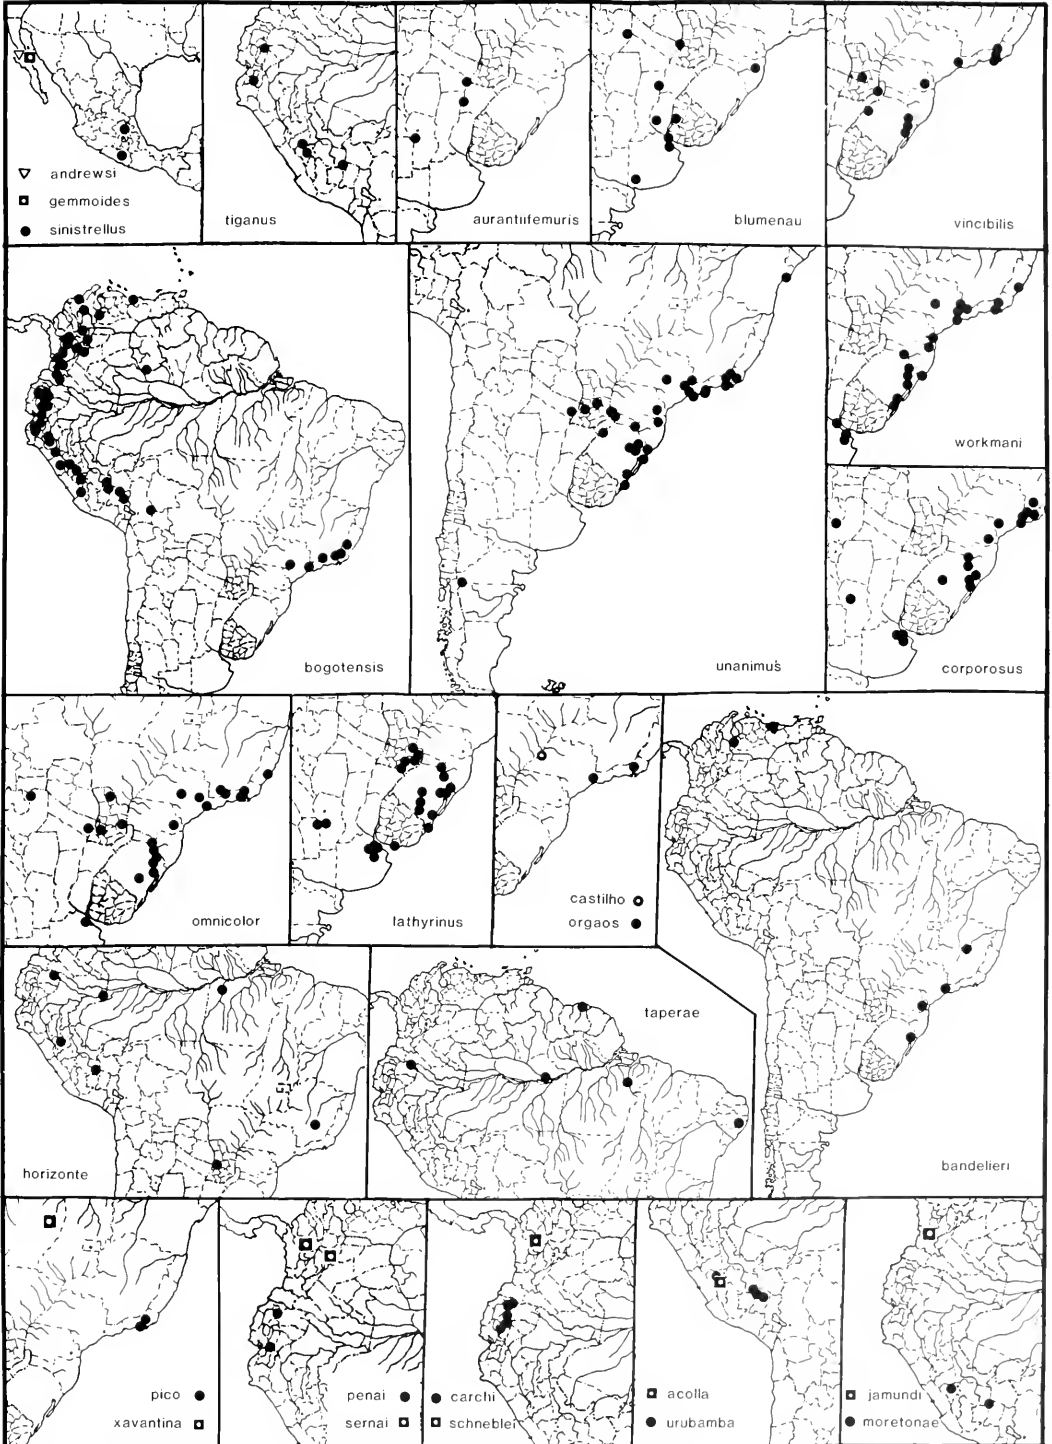 andrewsi
gemmoides
sinistrellus
tiganus
aurantiifemuris
blumenau
vincibilis
bogotensis
unanimus
workmani
corporosus
omnicolor
lathyrinus
castilho
orgaos
horizonte
taperae
bandelieri
pico
xavantina
penai
sernai
carchi
schneblei
acolla
urubamba
jamundi
moretonae